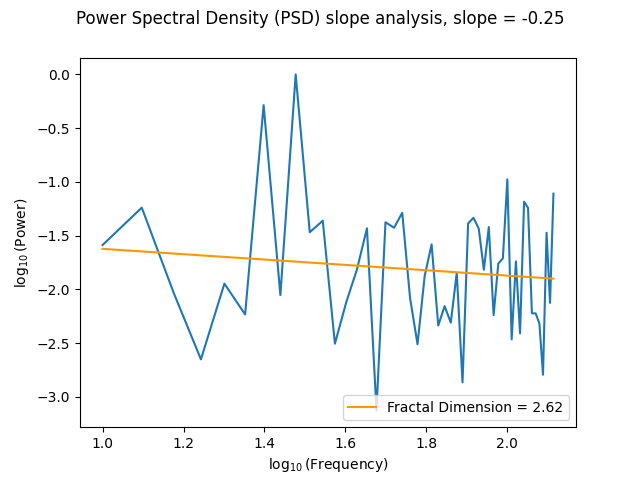 Power Spectral Density (PSD) slope analysis, slope = -0.25
0.0
−0.5
−1.0
−1.5
−2.0
−2.5
−3.0
log₁₀(Power)
Fractal Dimension = 2.62
1.0 1.2 1.4 1.6 1.8 2.0
log₁₀(Frequency)